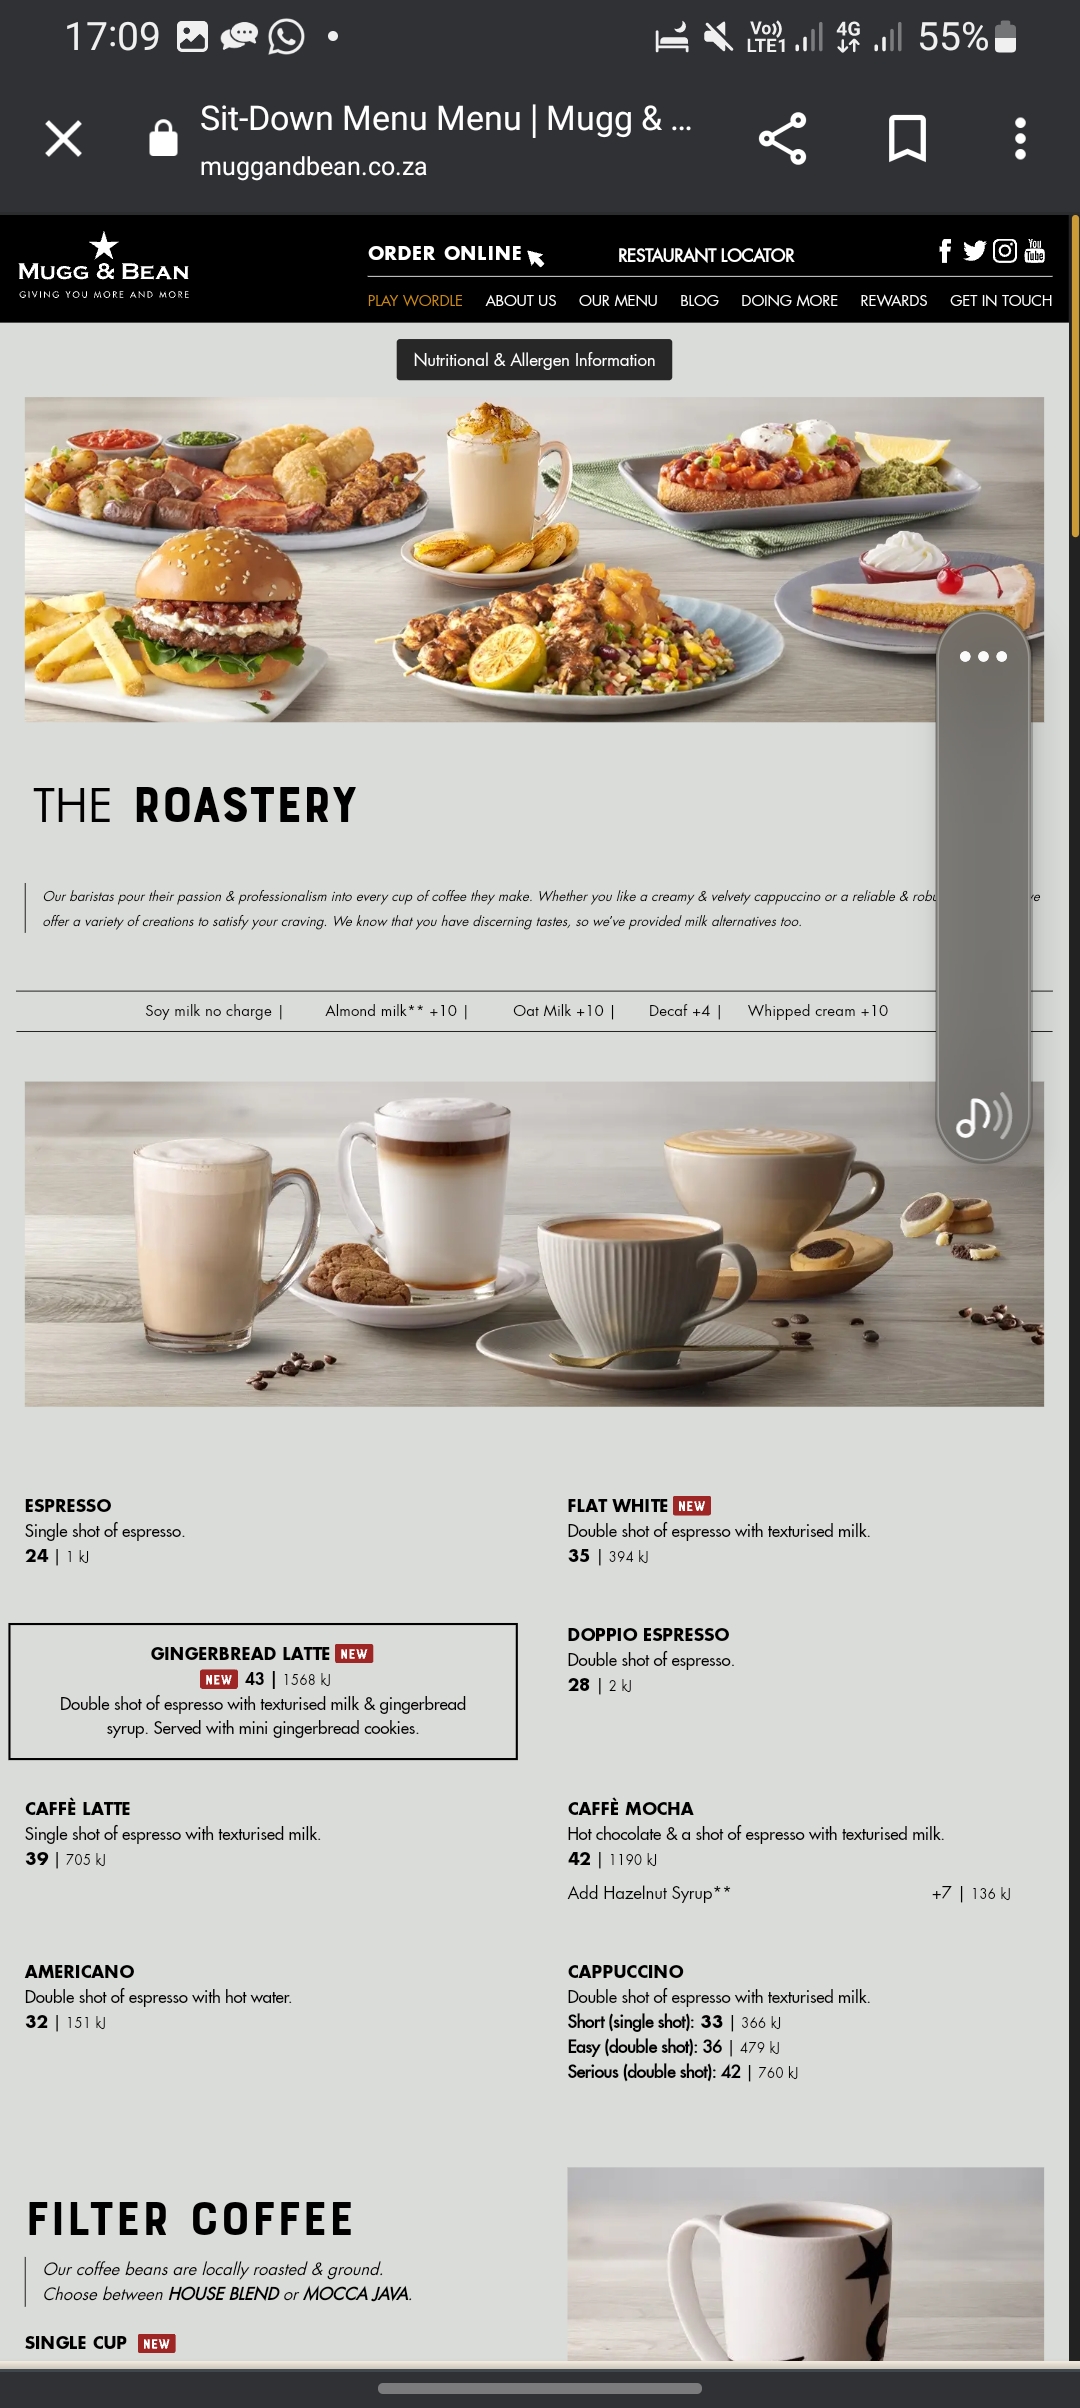 17:09
Vo))
LTE1
4G
55%
Sit-Down Menu Menu | Mugg & ...
muggandbean.co.za
MUGG & BEAN
GIVING YOU MORE AND MORE
ORDER ONLINE
RESTAURANT LOCATOR
You
Tube
PLAY WORDLE ABOUT US OUR MENU BLOG DOING MORE REWARDS GET IN TOUCH
Nutritional & Allergen Information
THE ROASTERY
Our baristas pour their passion & professionalism into every cup of coffee they make. Whether you like a creamy & velvety cappuccino or a reliable &
offer a variety of creations to satisfy your craving. We know that you have discerning tastes, so we've provided milk alternatives too.
Soy milk no charge | Almond milk** +10 | Oat Milk +10 | Decaf +4 | Whipped cream +10
ESPRESSO
Single shot of espresso.
24 | 1 kJ
FLAT WHITE NEW
Double shot of espresso with texturised milk.
35 | 394 kJ
GINGERBREAD LATTE NEW
NEW 43 | 1568 kJ
Double shot of espresso with texturised milk & gingerbread
syrup. Served with mini gingerbread cookies.
DOPPIO ESPRESSO
Double shot of espresso.
28 | 2 kJ
CAFFÈ LATTE
Single shot of espresso with texturised milk.
39 | 705 kJ
CAFFÈ MOCHA
Hot chocolate & a shot of espresso with texturised milk.
42 | 1190 kJ
Add Hazelnut Syrup** +7 | 136 kJ
AMERICANO
Double shot of espresso with hot water.
32 | 151 kJ
CAPPUCCINO
Double shot of espresso with texturised milk.
Short (single shot): 33 | 366 kJ
Easy (double shot): 36 | 479 kJ
Serious (double shot): 42 | 760 kJ
FILTER COFFEE
Our coffee beans are locally roasted & ground.
Choose between HOUSE BLEND or MOCCA JAVA.
SINGLE CUP NEW